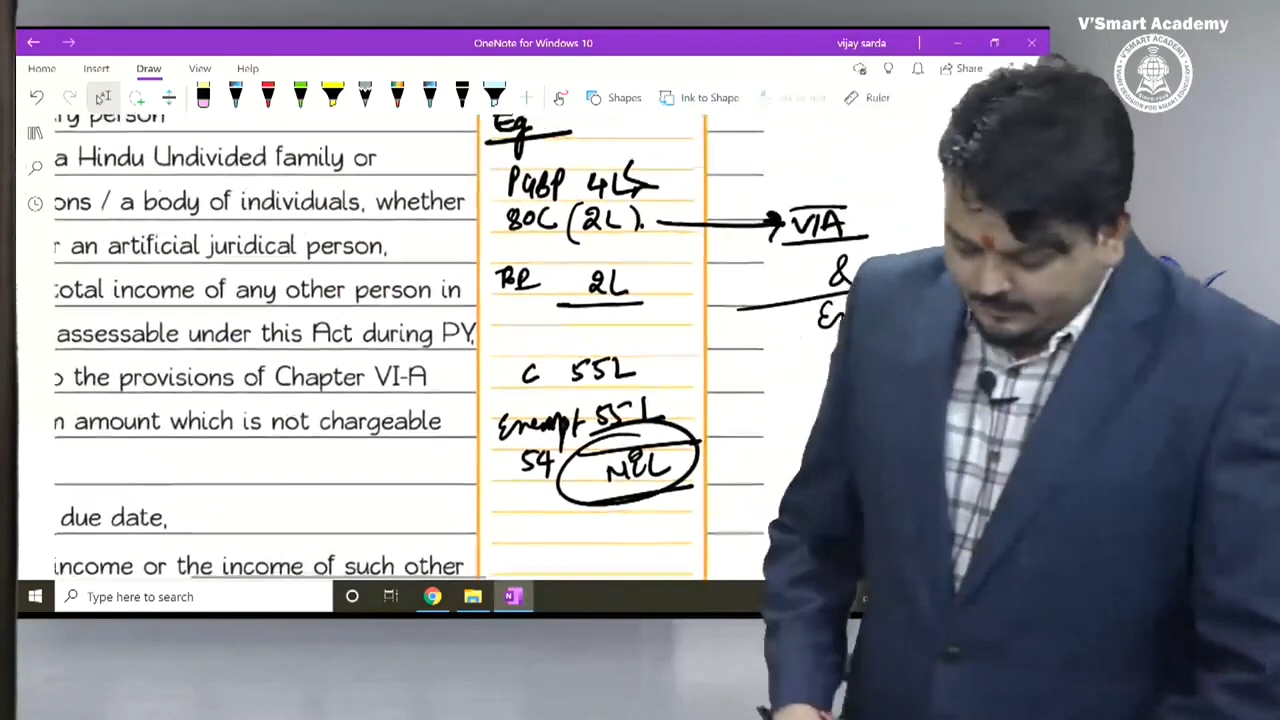 V'Smart Academy
OneNote for Windows 10
vijay sarda
Home Insert Draw View Help
Share
Shapes Ink to Shape Ruler
ry person
a Hindu Undivided family or
ons / a body of individuals, whether
r an artificial juridical person,
total income of any other person in
assessable under this Act during PY,
o the provisions of Chapter VI-A
n amount which is not chargeable
due date,
income or the income of such other
Eg
PGBP 4L
80C (2L).
VIA
&
2L
C 55L
Exempt 55L
54 NIL
Type here to search